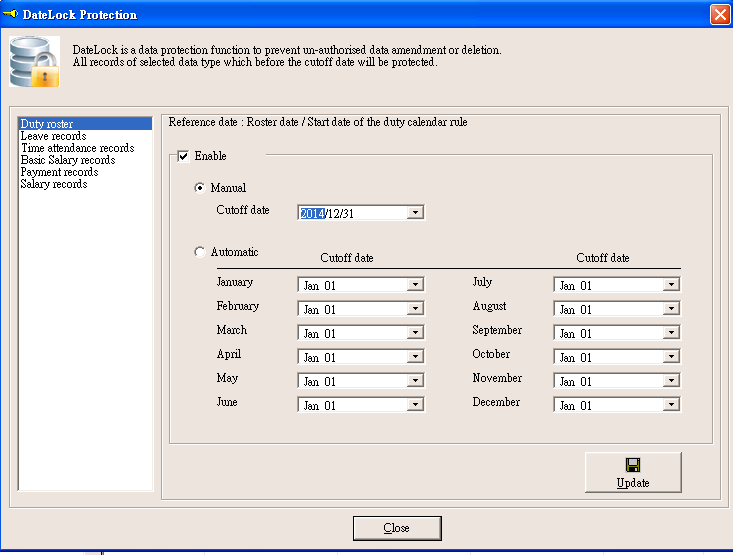 DateLock Protection
DateLock is a data protection function to prevent un-authorised data amendment or deletion.
All records of selected data type which before the cutoff date will be protected.
Duty roster
Leave records
Time attendance records
Basic Salary records
Payment records
Salary records
Reference date : Roster date / Start date of the duty calendar rule
Enable
Manual
Cutoff date 2014/12/31
Automatic
Cutoff date Cutoff date
January Jan 01 July Jan 01
February Jan 01 August Jan 01
March Jan 01 September Jan 01
April Jan 01 October Jan 01
May Jan 01 November Jan 01
June Jan 01 December Jan 01
Update
Close